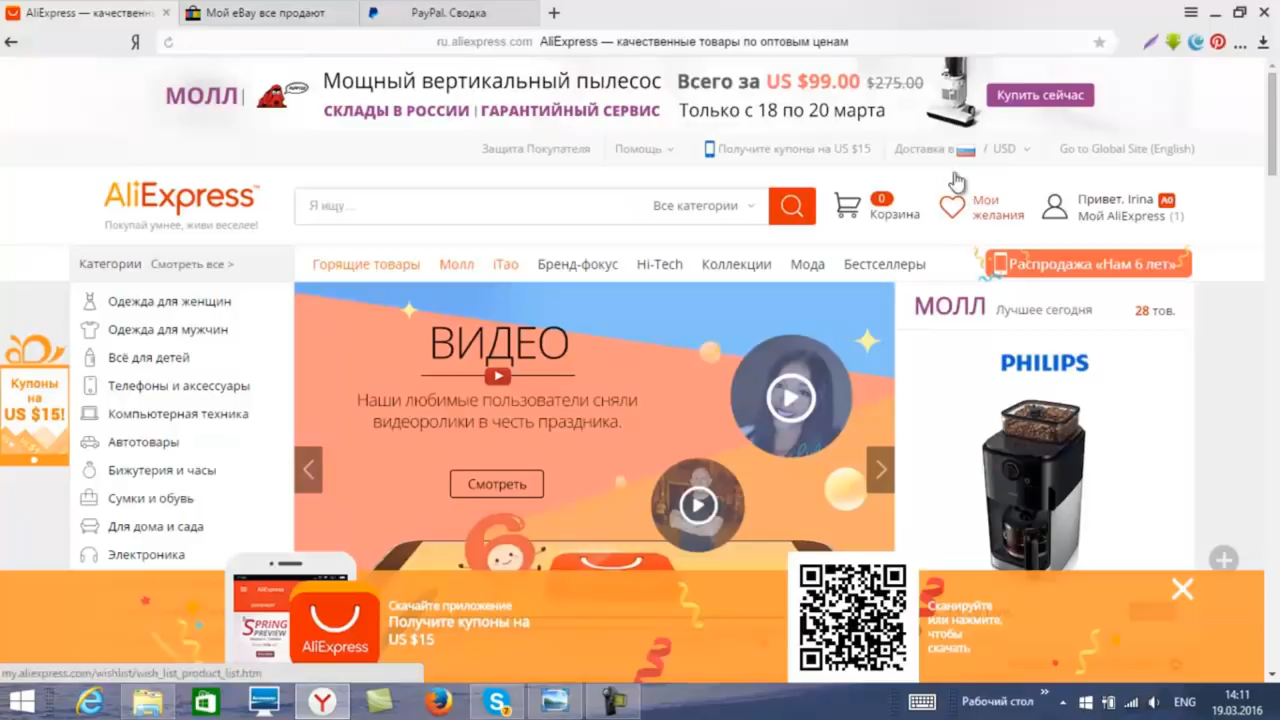 AliExpress — качественн
Мой eBay все продают
PayPal. Сводка
Я
ru.aliexpress.com AliExpress — качественные товары по оптовым ценам
МОЛЛ
Мощный вертикальный пылесос
СКЛАДЫ В РОССИИ | ГАРАНТИЙНЫЙ СЕРВИС
Всего за US $99.00 $275.00
Только с 18 по 20 марта
Купить сейчас
Защита Покупателя
Помощь
Получите купоны на US $15
Доставка в / USD
Go to Global Site (English)
AliExpress™
Покупай умнее, живи веселее!
Я ищу...
Все категории
0
Корзина
Мои
желания
Привет. Irina A0
Мой AliExpress (1)
Категории Смотреть все >
Горящие товары
Молл
iTao
Бренд-фокус
Hi-Tech
Коллекции
Мода
Бестселлеры
Распродажа «Нам 6 лет»
Одежда для женщин
Одежда для мужчин
Всё для детей
Телефоны и аксессуары
Компьютерная техника
Автотовары
Бижутерия и часы
Сумки и обувь
Для дома и сада
Электроника
Купоны
на
US $15!
ВИДЕО
Наши любимые пользователи сняли
видеоролики в честь праздника.
Смотреть
6
МОЛЛ Лучшее сегодня 28 тов.
PHILIPS
AliExpress
SPRING
PREVIEW
AliExpress
Скачайте приложение
Получите купоны на
US $15
Сканируйте
или нажмите,
чтобы
скачать
my.aliexpress.com/wishlist/wish_list_product_list.htm
7
Рабочий стол
ENG
14:11
19.03.2016